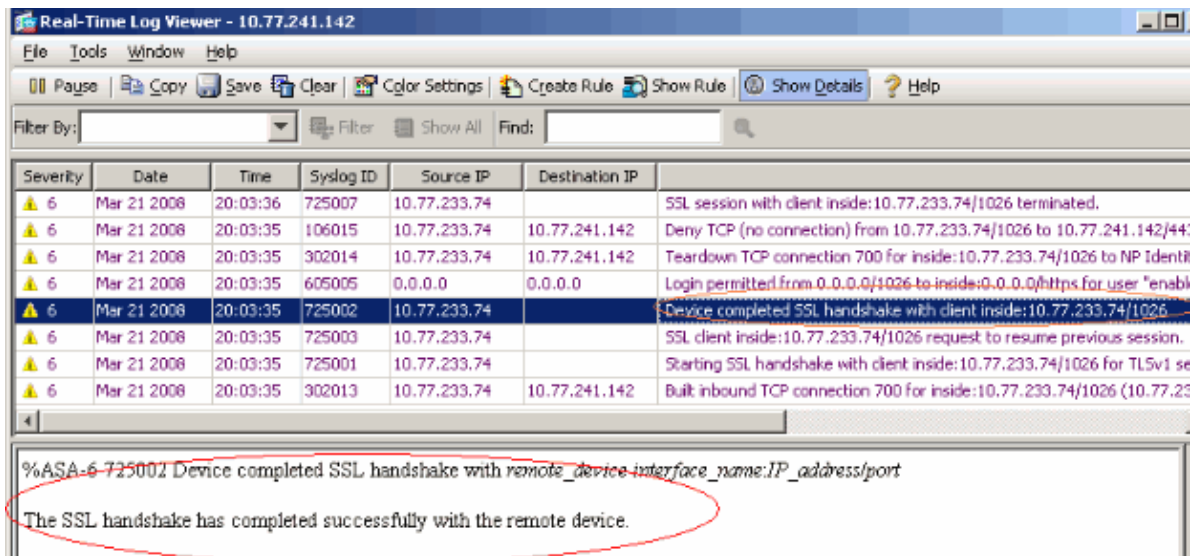 Real-Time Log Viewer - 10.77.241.142
File Tools Window Help
Pause Copy Save Clear Color Settings Create Rule Show Rule Show Details Help
Filter By: Filter Show All Find:
Severity Date Time Syslog ID Source IP Destination IP
6 Mar 21 2008 20:03:36 725007 10.77.233.74 SSL session with client inside:10.77.233.74/1026 terminated.
6 Mar 21 2008 20:03:35 106015 10.77.233.74 10.77.241.142 Deny TCP (no connection) from 10.77.233.74/1026 to 10.77.241.142/443
6 Mar 21 2008 20:03:35 302014 10.77.233.74 10.77.241.142 Teardown TCP connection 700 for inside:10.77.233.74/1026 to NP Identi
6 Mar 21 2008 20:03:35 605005 0.0.0.0 0.0.0.0 Login permitted from 0.0.0.0/1026 to inside:0.0.0.0/https for user "enabl
6 Mar 21 2008 20:03:35 725002 10.77.233.74 Device completed SSL handshake with client inside:10.77.233.74/1026
6 Mar 21 2008 20:03:35 725003 10.77.233.74 SSL client inside:10.77.233.74/1026 request to resume previous session.
6 Mar 21 2008 20:03:35 725001 10.77.233.74 Starting SSL handshake with client inside:10.77.233.74/1026 for TLSv1 se
6 Mar 21 2008 20:03:35 302013 10.77.233.74 10.77.241.142 Built inbound TCP connection 700 for inside:10.77.233.74/1026 (10.77.23
%ASA-6-725002 Device completed SSL handshake with remote_device interface_name:IP_address/port
The SSL handshake has completed successfully with the remote device.